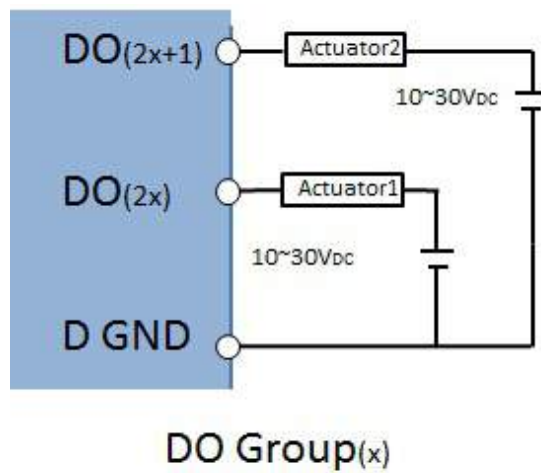 DO(2x+1)
Actuator2
10~30VDC
DO(2x)
Actuator1
10~30VDC
D GND
DO Group(x)